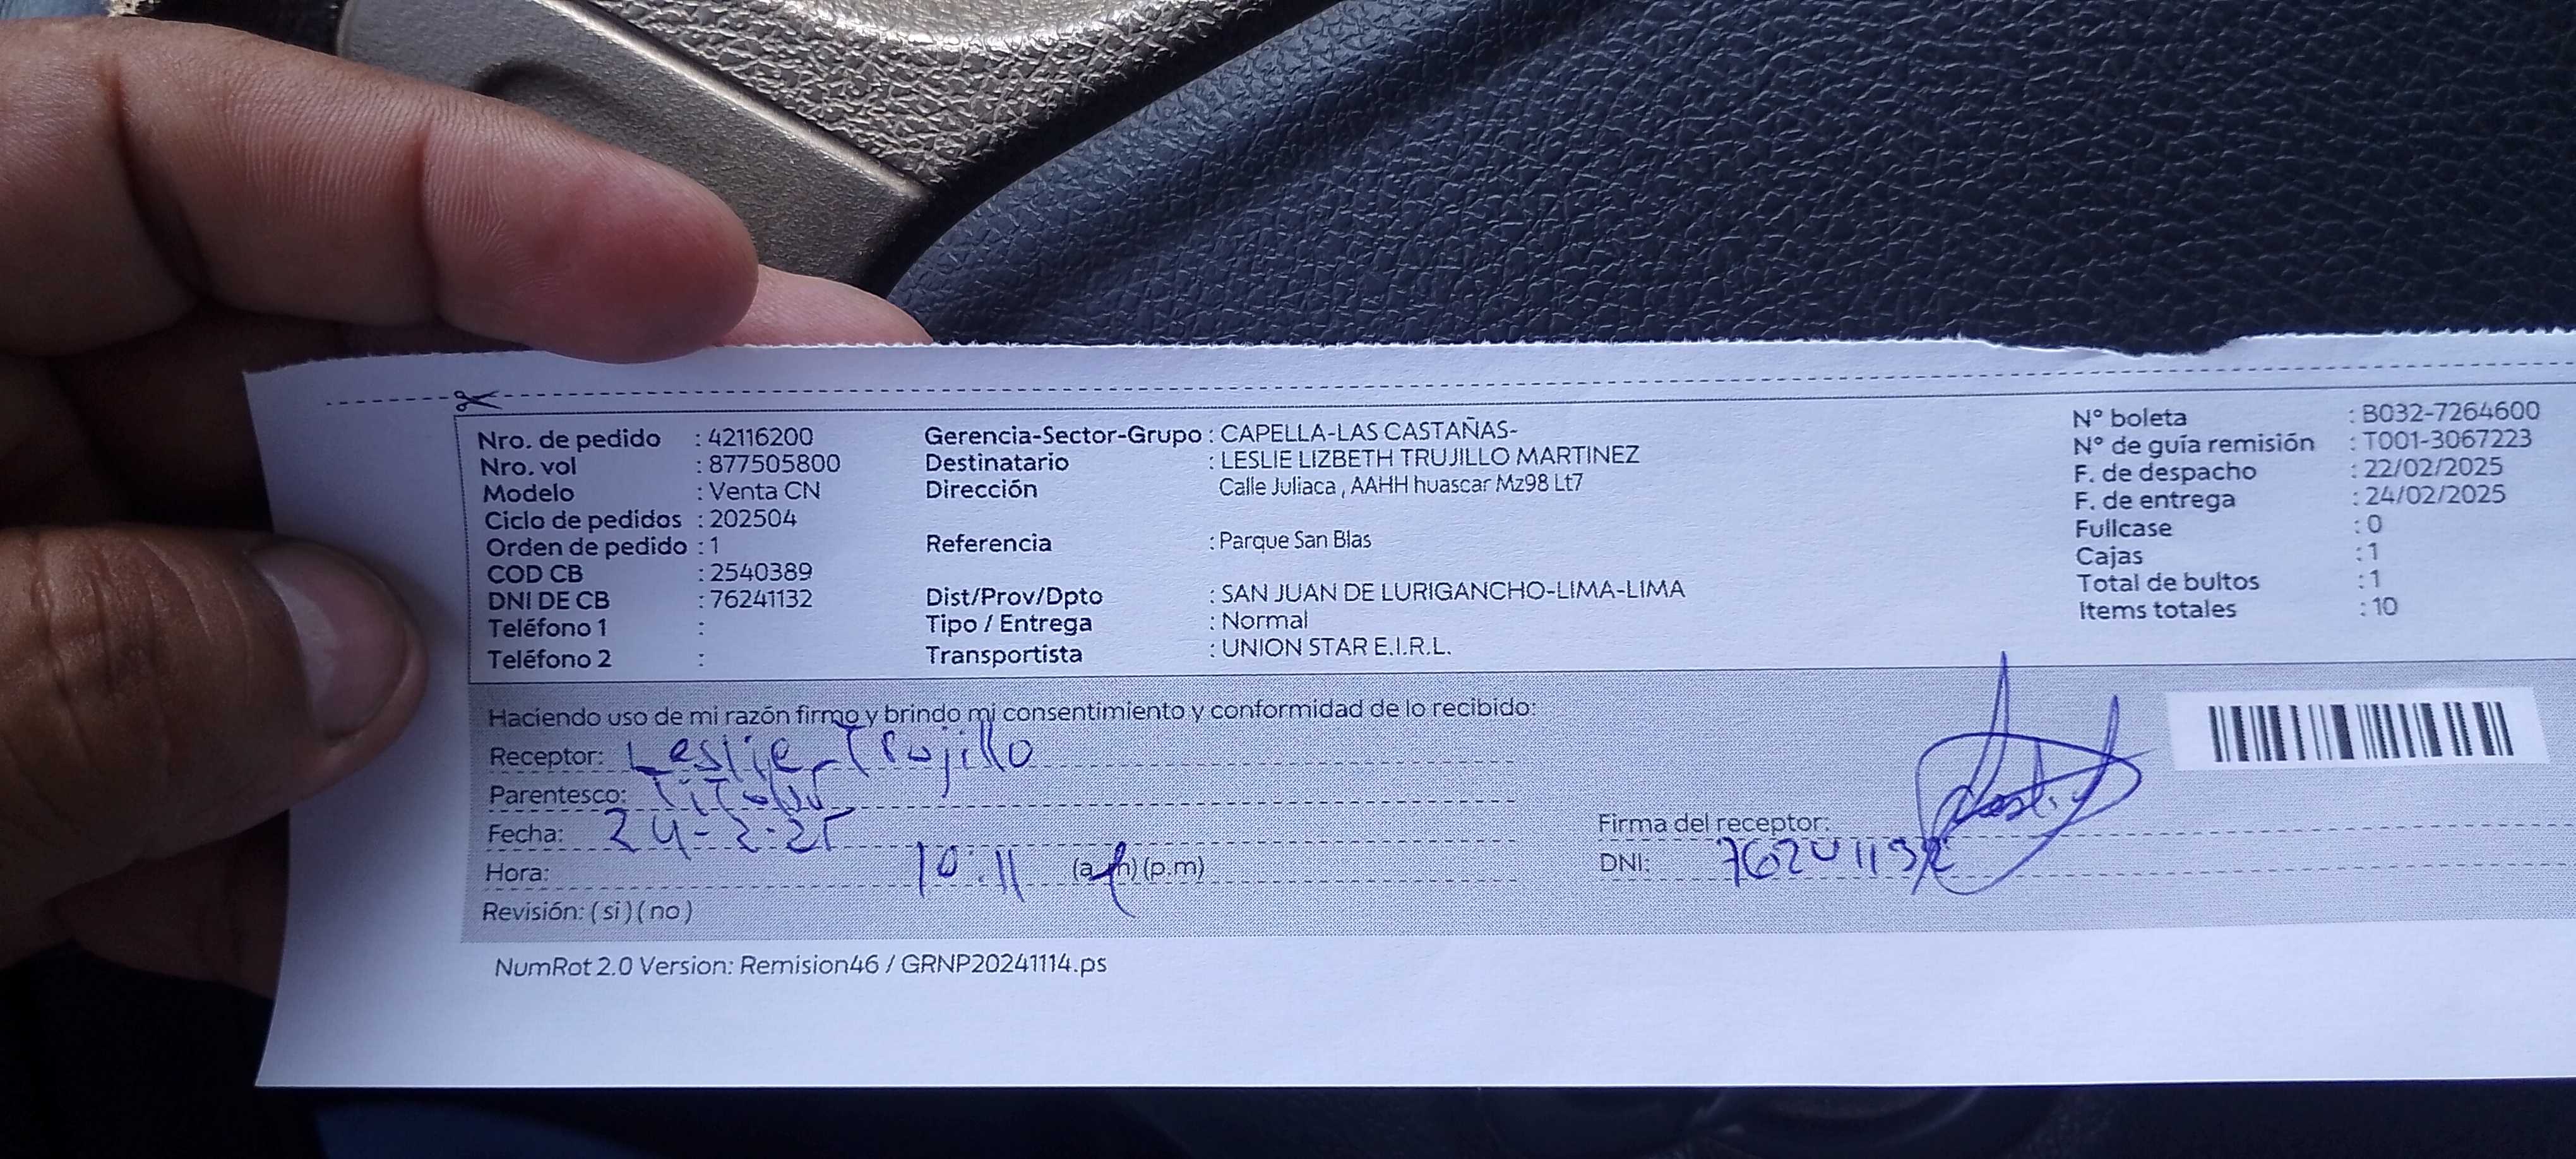 Nro. de pedido : 42116200 Gerencia-Sector-Grupo : CAPELLA-LAS CASTAÑAS- N° boleta : B032-7264600
Nro. vol : 877505800 Destinatario : LESLIE LIZBETH TRUJILLO MARTINEZ N° de guía remisión : T001-3067223
Modelo : Venta CN Dirección Calle Juliaca , AAHH huascar Mz98 Lt7 F. de despacho : 22/02/2025
Ciclo de pedidos : 202504 F. de entrega : 24/02/2025
Orden de pedido : 1 Referencia : Parque San Blas Fullcase : 0
COD CB : 2540389 Cajas : 1
DNI DE CB : 76241132 Dist/Prov/Dpto : SAN JUAN DE LURIGANCHO-LIMA-LIMA Total de bultos : 1
Teléfono 1 : Tipo / Entrega : Normal Items totales : 10
Teléfono 2 : Transportista : UNION STAR E.I.R.L.
Haciendo uso de mi razón firmo y brindo mi consentimiento y conformidad de lo recibido:
Receptor: Leslie Trujillo
Parentesco: Titular
Fecha: 24-2-25 Firma del receptor:
Hora: 10:11 (a.m) (p.m) DNI:
Revisión: ( si ) ( no )
NumRot 2.0 Version: Remision46 / GRNP20241114.ps